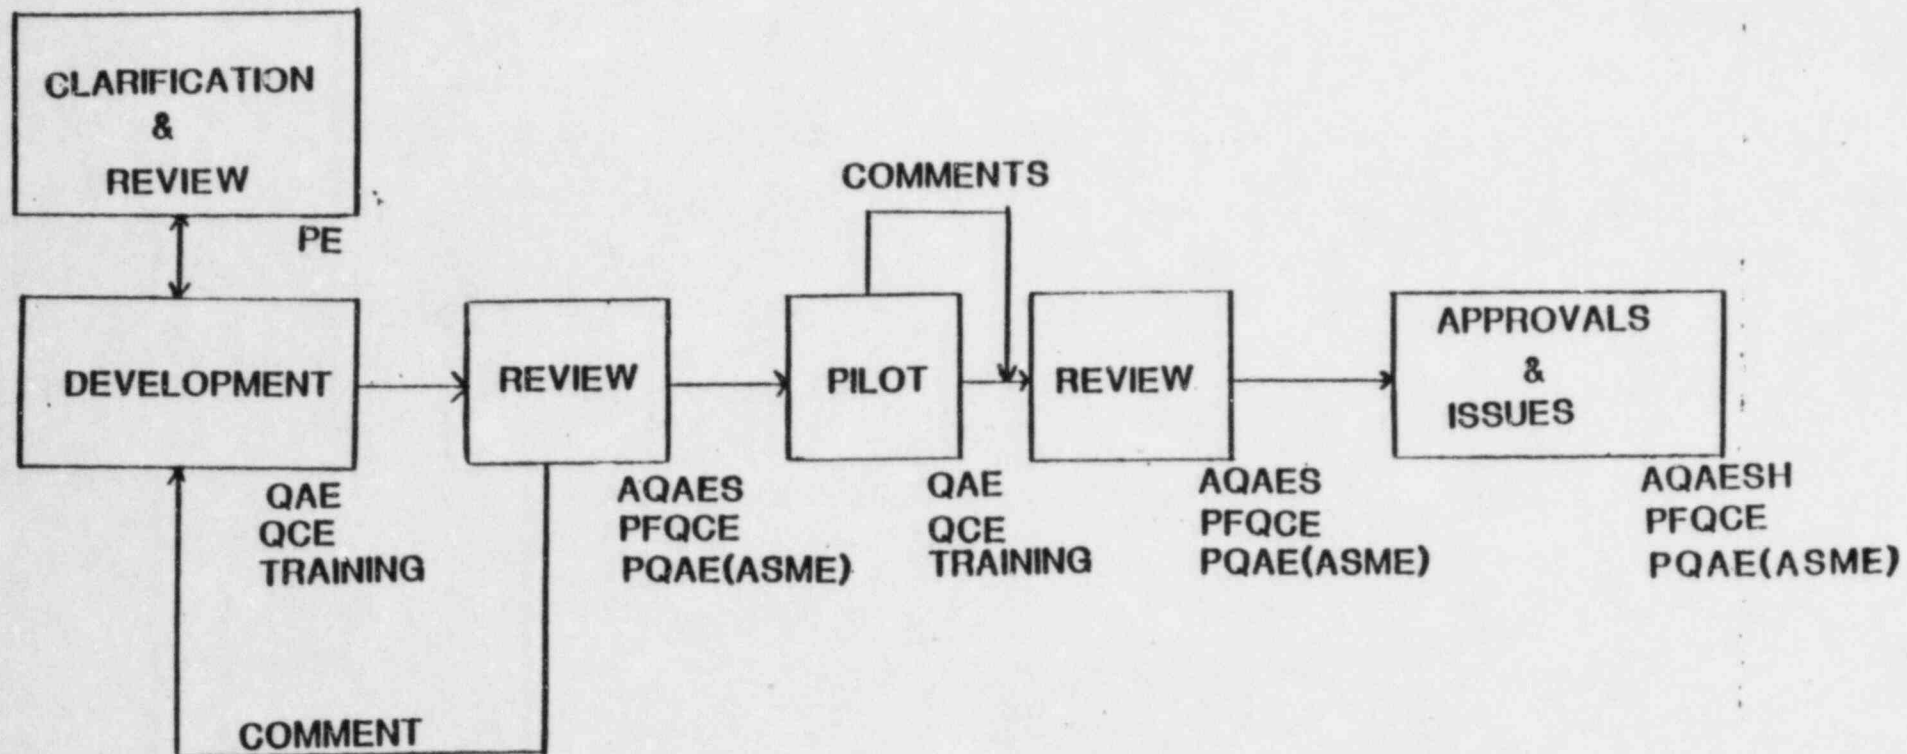 CLARIFICATION
&
REVIEW
PE
COMMENTS
DEVELOPMENT
QAE
QCE
TRAINING
REVIEW
AQAES
PFQCE
PQAE(ASME)
PILOT
QAE
QCE
TRAINING
REVIEW
AQAES
PFQCE
PQAE(ASME)
APPROVALS
&
ISSUES
AQAESH
PFQCE
PQAE(ASME)
COMMENT